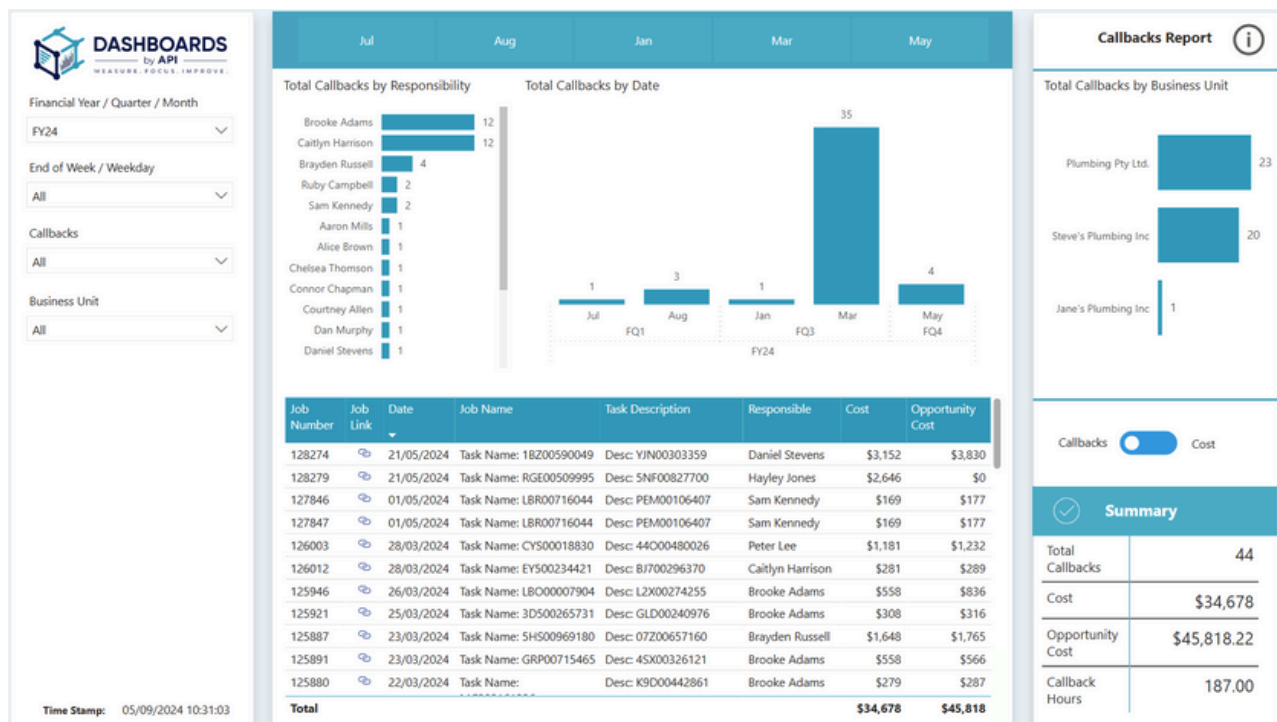 DASHBOARDS
by API
MEASURE. FOCUS. IMPROVE.
Financial Year / Quarter / Month
FY24
End of Week / Weekday
All
Callbacks
All
Business Unit
All
Time Stamp: 05/09/2024 10:31:03
Jul Aug Jan Mar May
Total Callbacks by Responsibility
Brooke Adams 12
Caitlyn Harrison 12
Brayden Russell 4
Ruby Campbell 2
Sam Kennedy 2
Aaron Mills 1
Alice Brown 1
Chelsea Thomson 1
Connor Chapman 1
Courtney Allen 1
Dan Murphy 1
Daniel Stevens 1
Total Callbacks by Date
1 3 1 35 4
Jul Aug Jan Mar May
FQ1 FQ3 FQ4
FY24
Job Number Job Link Date Job Name Task Description Responsible Cost Opportunity Cost
128274 21/05/2024 Task Name: 1BZ00590049 Desc: YJN00303359 Daniel Stevens $3,152 $3,830
128279 21/05/2024 Task Name: RGE00509995 Desc: 5NF00827700 Hayley Jones $2,646 $0
127846 01/05/2024 Task Name: LBR00716044 Desc: PEM00106407 Sam Kennedy $169 $177
127847 01/05/2024 Task Name: LBR00716044 Desc: PEM00106407 Sam Kennedy $169 $177
126003 28/03/2024 Task Name: CYS00018830 Desc: 44O00480026 Peter Lee $1,181 $1,232
126012 28/03/2024 Task Name: EYS00234421 Desc: BJ700296370 Caitlyn Harrison $281 $289
125946 26/03/2024 Task Name: LBO00007904 Desc: L2X00274255 Brooke Adams $558 $836
125921 25/03/2024 Task Name: 3D500265731 Desc: GLD00240976 Brooke Adams $308 $316
125887 23/03/2024 Task Name: 5HS00969180 Desc: 07Z00657160 Brayden Russell $1,648 $1,765
125891 23/03/2024 Task Name: GRP00715465 Desc: 4SX00326121 Brooke Adams $558 $566
125880 22/03/2024 Task Name: Desc: K9D00442861 Brooke Adams $279 $287
Total $34,678 $45,818
Callbacks Report
Total Callbacks by Business Unit
Plumbing Pty Ltd. 23
Steve's Plumbing Inc 20
Jane's Plumbing Inc 1
Callbacks Cost
Summary
Total Callbacks 44
Cost $34,678
Opportunity Cost $45,818.22
Callback Hours 187.00